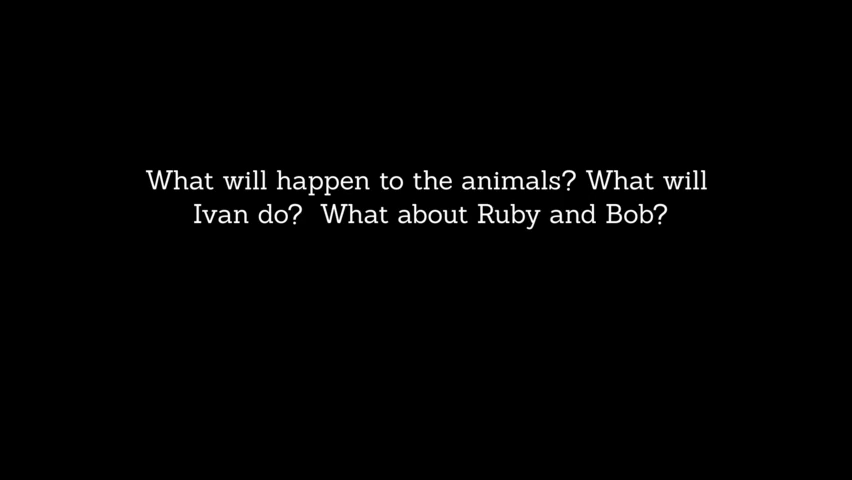 What will happen to the animals? What will
Ivan do?  What about Ruby and Bob?